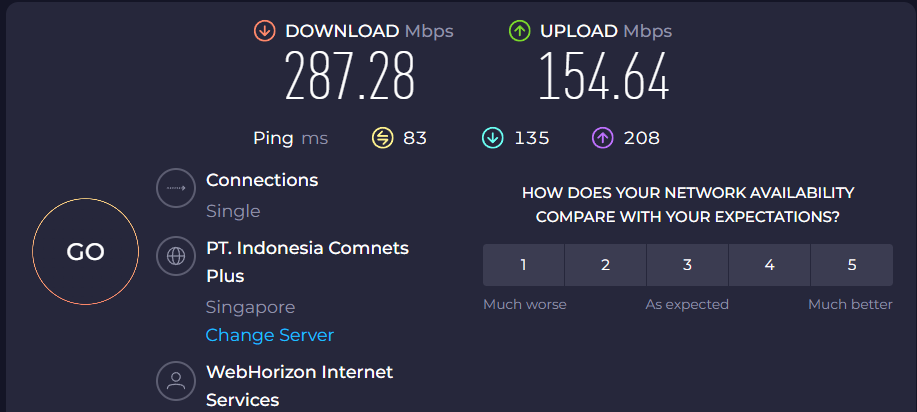 DOWNLOAD Mbps
287.28
UPLOAD Mbps
154.64
Ping ms 83 135 208
GO
Connections
Single
PT. Indonesia Comnets
Plus
Singapore
Change Server
WebHorizon Internet
Services
HOW DOES YOUR NETWORK AVAILABILITY
COMPARE WITH YOUR EXPECTATIONS?
1 2 3 4 5
Much worse As expected Much better